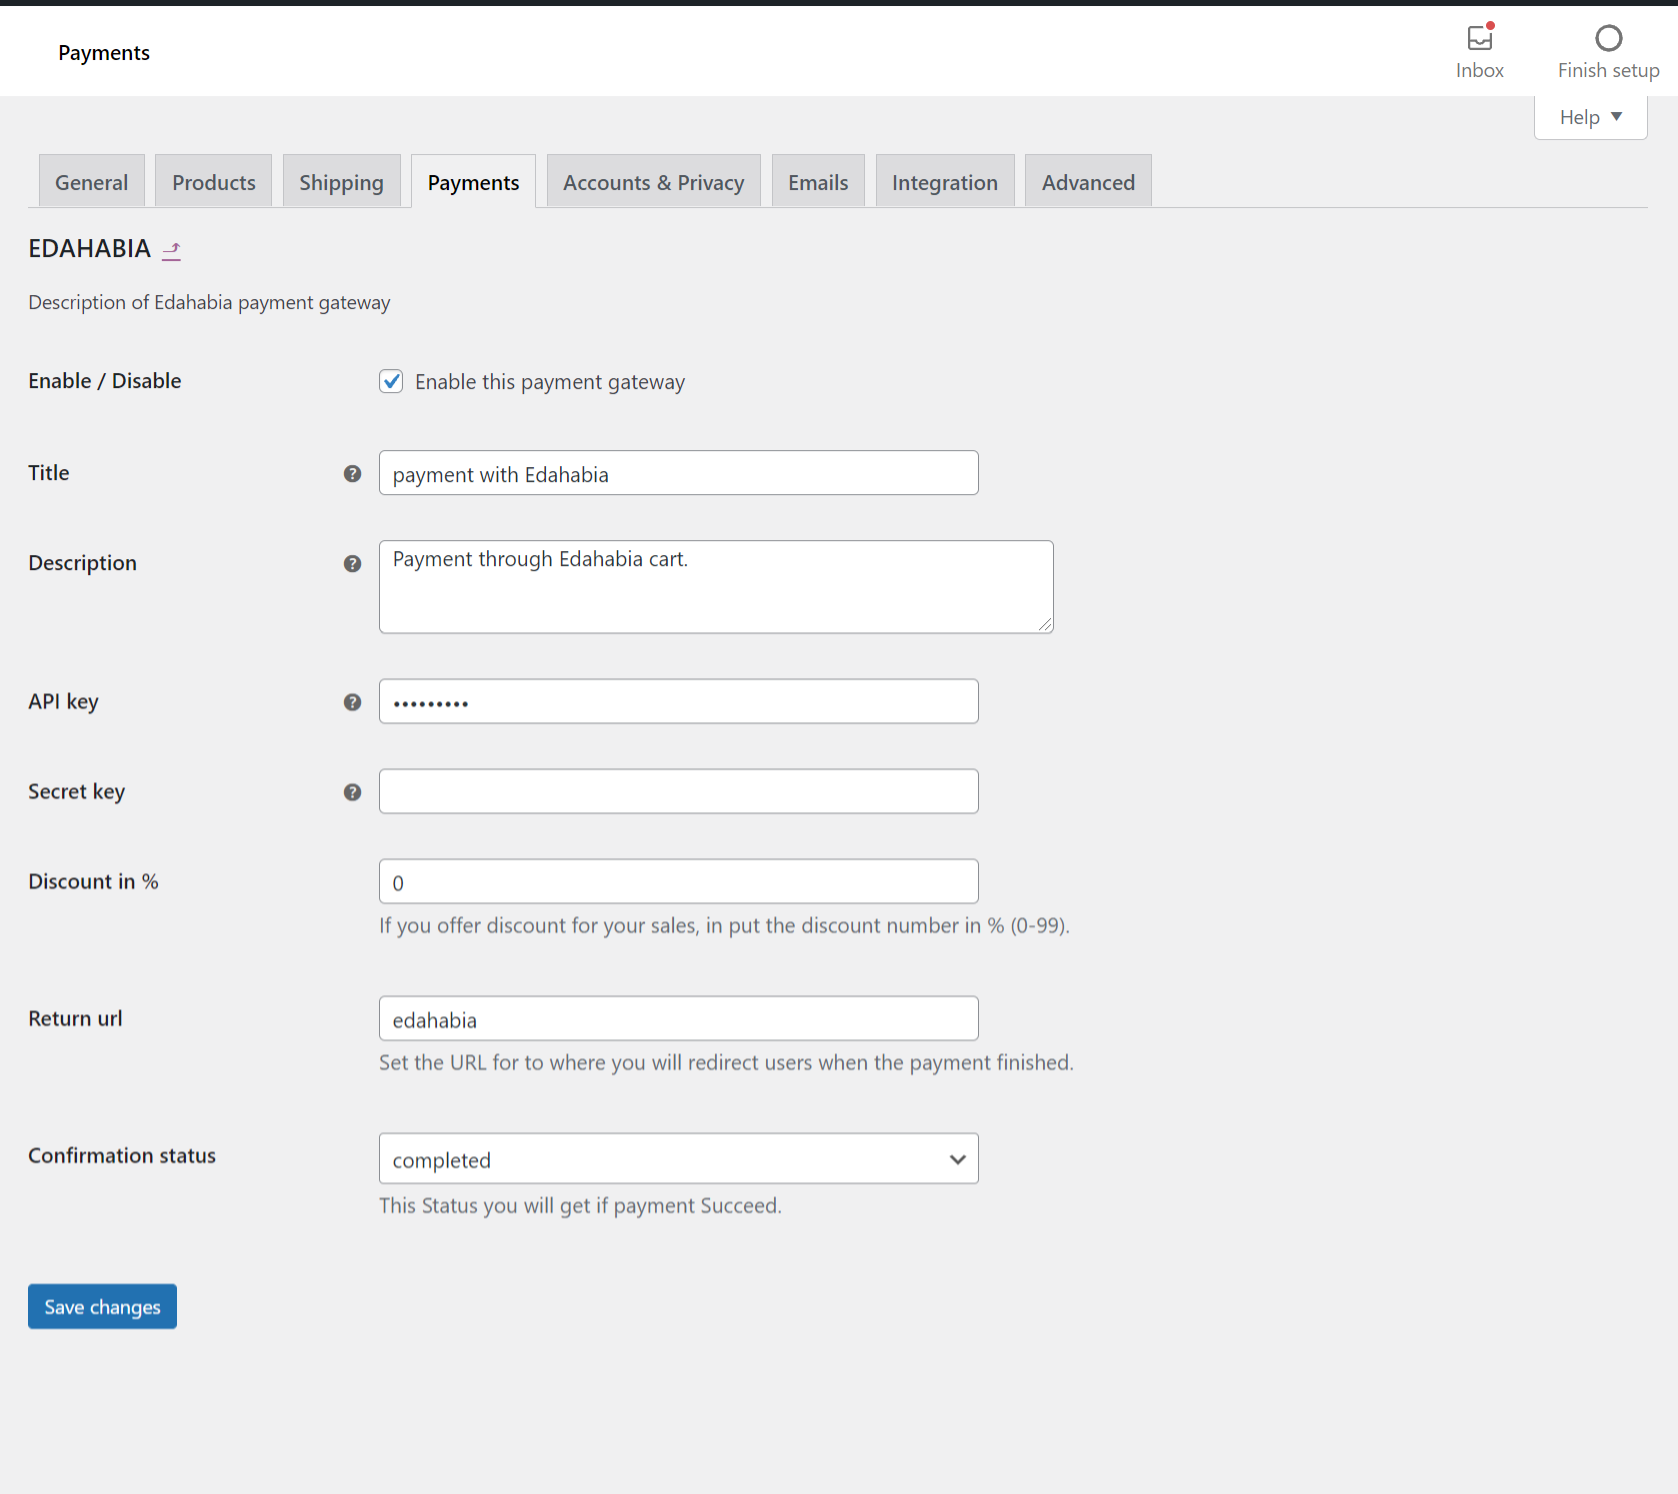 Payments
Inbox
Finish setup
Help
General Products Shipping Payments Accounts & Privacy Emails Integration Advanced
EDAHABIA
Description of Edahabia payment gateway
Enable / Disable Enable this payment gateway
Title payment with Edahabia
Description Payment through Edahabia cart.
API key •••••••••
Secret key
Discount in % 0
If you offer discount for your sales, in put the discount number in % (0-99).
Return url edahabia
Set the URL for to where you will redirect users when the payment finished.
Confirmation status completed
This Status you will get if payment Succeed.
Save changes